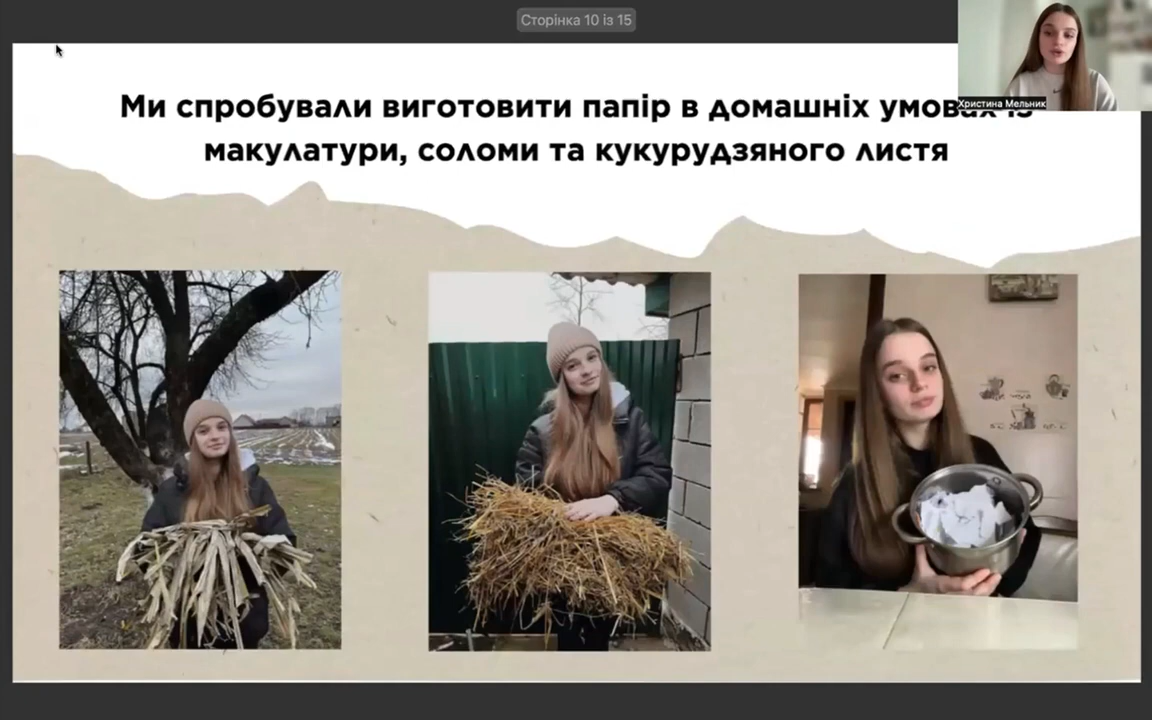 Сторінка 10 із 15
Христина Мельник
Ми спробували виготовити папір в домашніх умовах із
макулатури, соломи та кукурудзяного листя